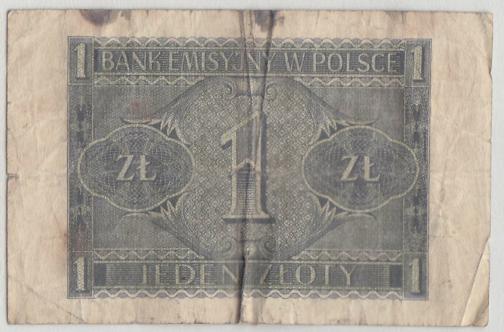 1 BANK EMISYJNY W POLSCE 1
ZŁ 1 ZŁ
1 JEDEN ZŁOTY 1